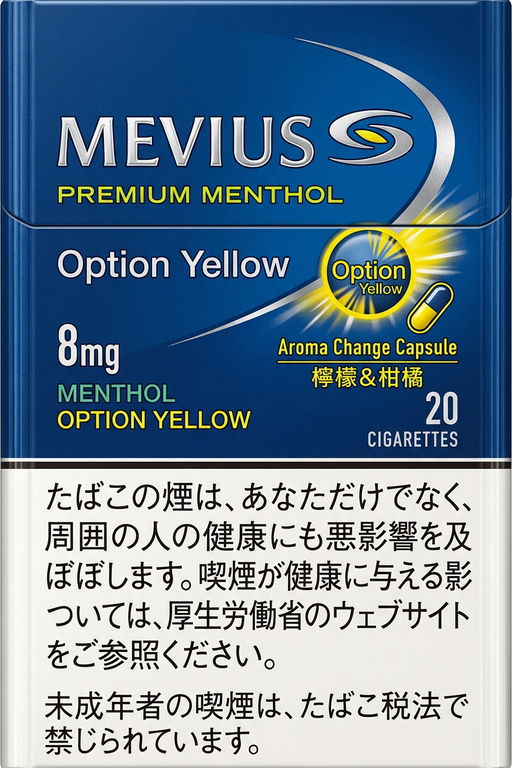 MEVIUS
PREMIUM MENTHOL
Option Yellow
Option
Yellow
8mg
Aroma Change Capsule
檸檬&柑橘
MENTHOL
OPTION YELLOW
20
CIGARETTES
たばこの煙は、あなただけでなく、
周囲の人の健康にも悪影響を及
ぼぼします。喫煙が健康に与える影
ついては、厚生労働省のウェブサイト
をご参照ください。
未成年者の喫煙は、たばこ税法で
禁じられています。